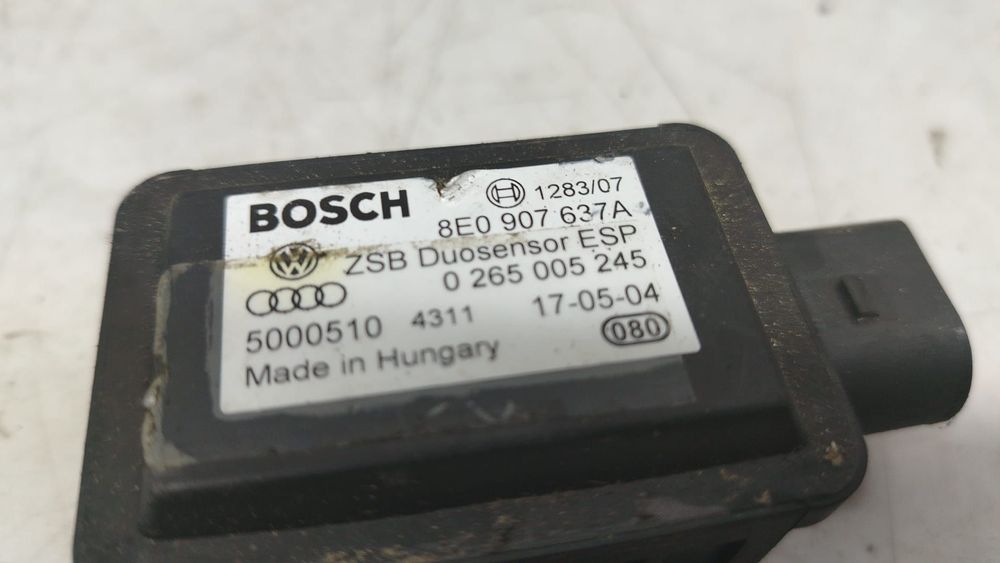 BOSCH
1283/07
8E0 907 637A
ZSB Duosensor ESP
0 265 005 245
5000510 4311 17-05-04
Made in Hungary 080